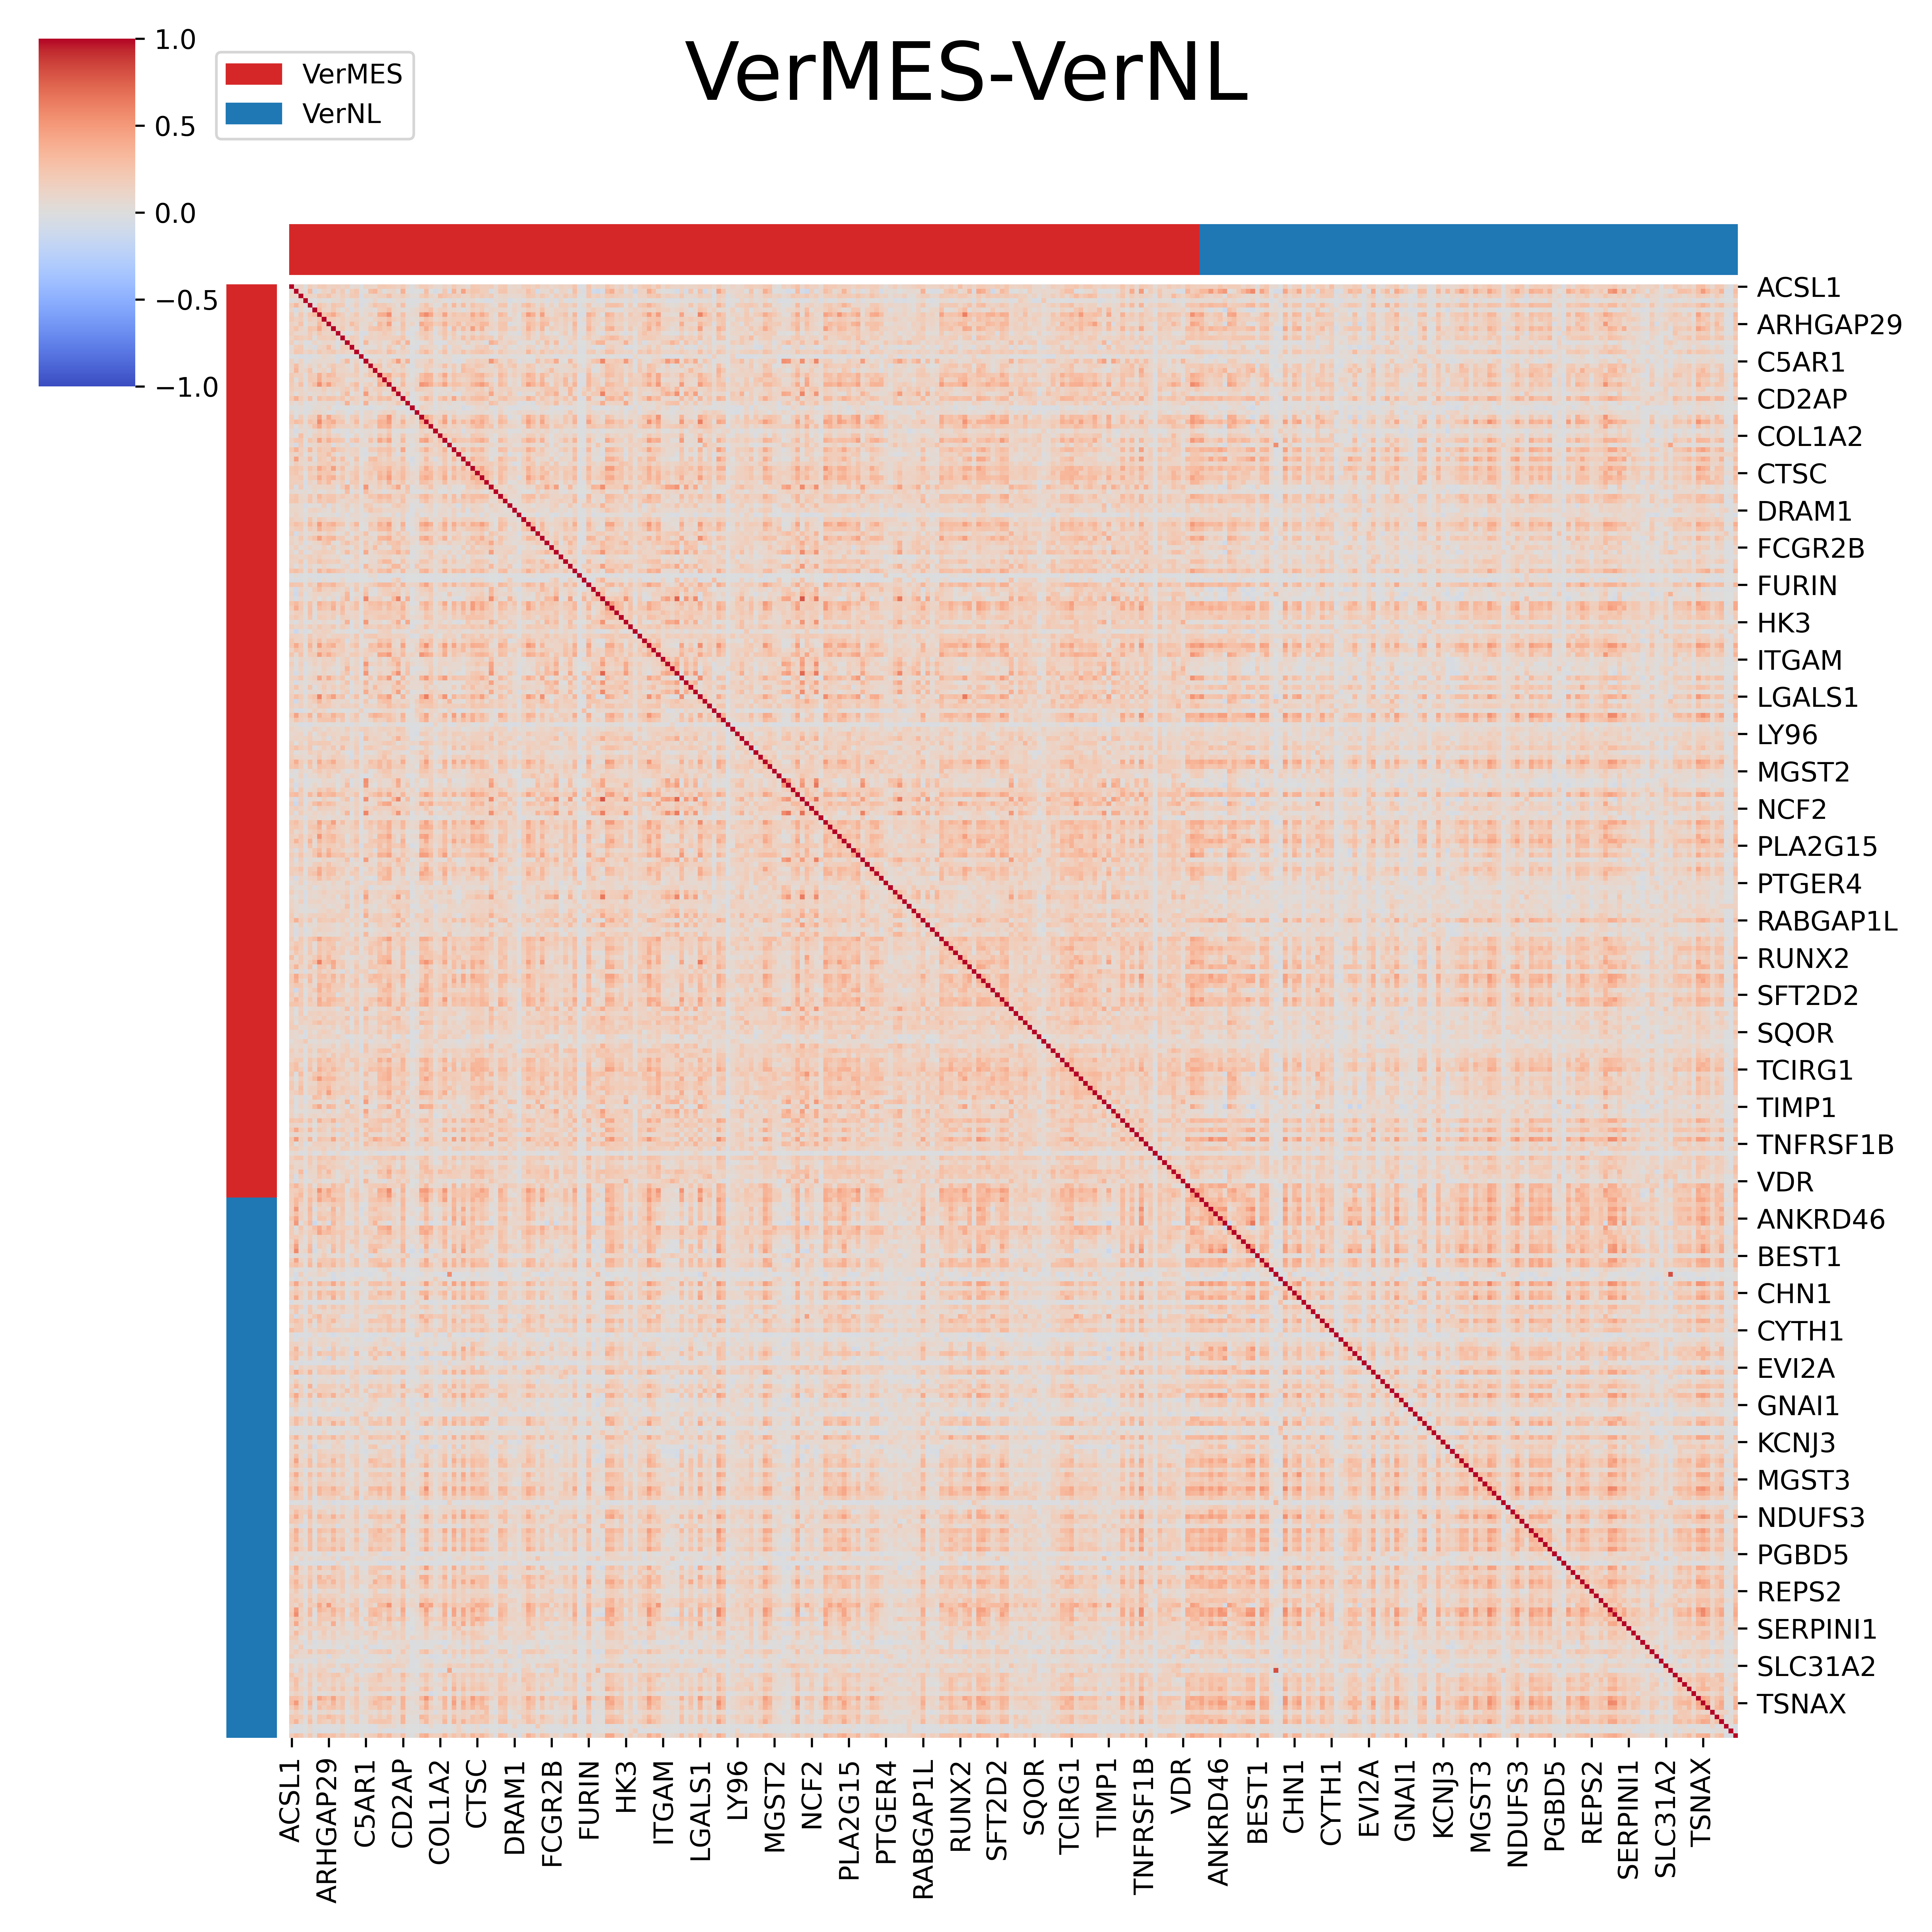 VerMES-VerNL
1.0
0.5
0.0
−0.5
−1.0
VerMES
VerNL
ACSL1
ARHGAP29
C5AR1
CD2AP
COL1A2
CTSC
DRAM1
FCGR2B
FURIN
HK3
ITGAM
LGALS1
LY96
MGST2
NCF2
PLA2G15
PTGER4
RABGAP1L
RUNX2
SFT2D2
SQOR
TCIRG1
TIMP1
TNFRSF1B
VDR
ANKRD46
BEST1
CHN1
CYTH1
EVI2A
GNAI1
KCNJ3
MGST3
NDUFS3
PGBD5
REPS2
SERPINI1
SLC31A2
TSNAX
ACSL1
ARHGAP29
C5AR1
CD2AP
COL1A2
CTSC
DRAM1
FCGR2B
FURIN
HK3
ITGAM
LGALS1
LY96
MGST2
NCF2
PLA2G15
PTGER4
RABGAP1L
RUNX2
SFT2D2
SQOR
TCIRG1
TIMP1
TNFRSF1B
VDR
ANKRD46
BEST1
CHN1
CYTH1
EVI2A
GNAI1
KCNJ3
MGST3
NDUFS3
PGBD5
REPS2
SERPINI1
SLC31A2
TSNAX